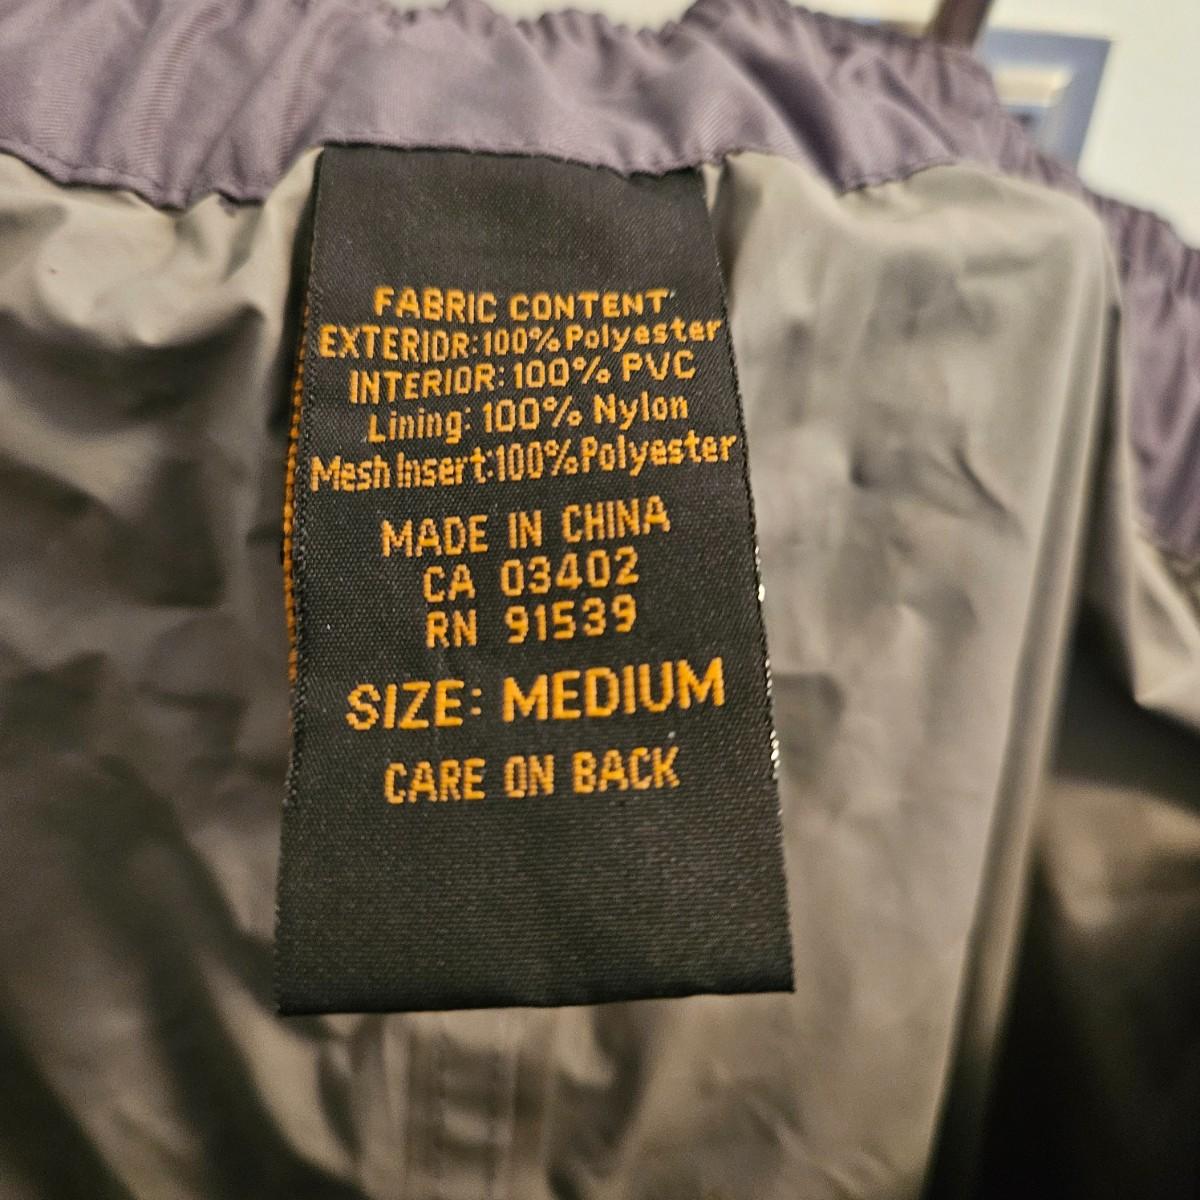 FABRIC CONTENT
EXTERIOR:100%Polyester
INTERIOR: 100% PVC
Lining: 100% Nylon
Mesh Insert:100%Polyester
MADE IN CHINA
CA 03402
RN 91539
SIZE: MEDIUM
CARE ON BACK